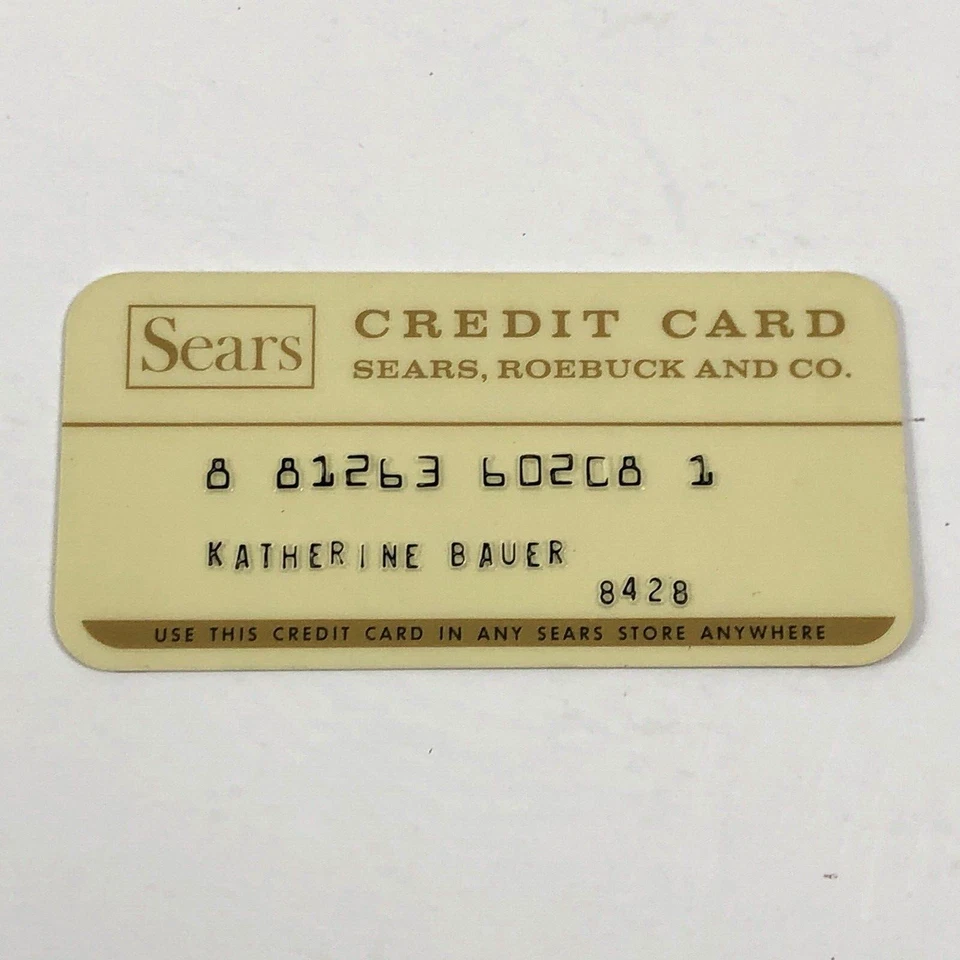 Sears
CREDIT CARD
SEARS, ROEBUCK AND CO.
8 81263 602C8 1
KATHERINE BAUER
8428
USE THIS CREDIT CARD IN ANY SEARS STORE ANYWHERE